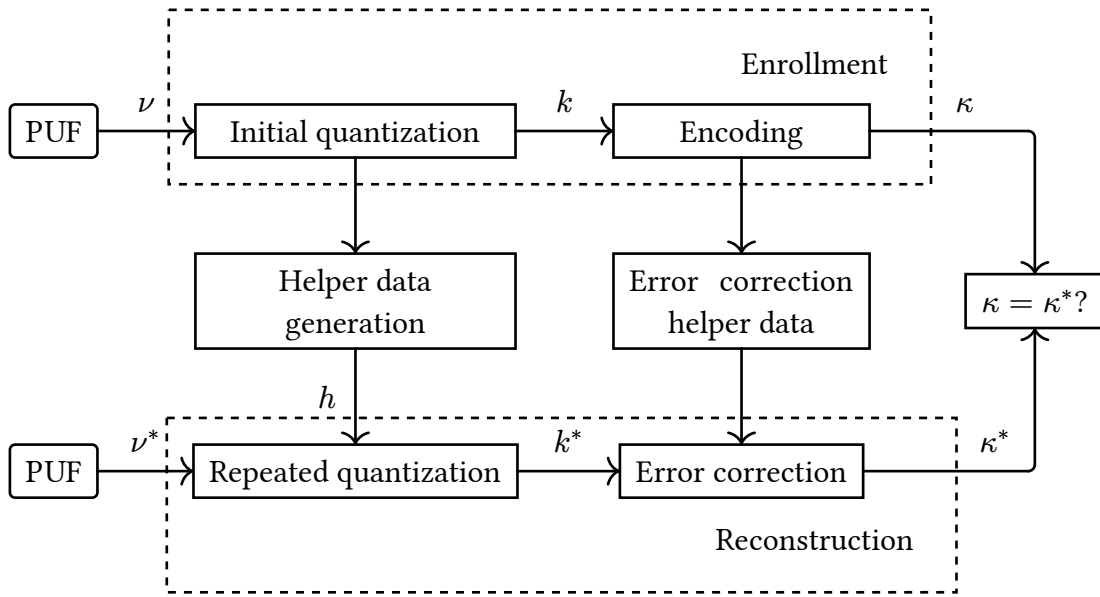 Enrollment
PUF
ν
Initial quantization
k
Encoding
κ
Helper data
generation
Error correction
helper data
κ = κ*?
h
PUF
ν*
Repeated quantization
k*
Error correction
κ*
Reconstruction